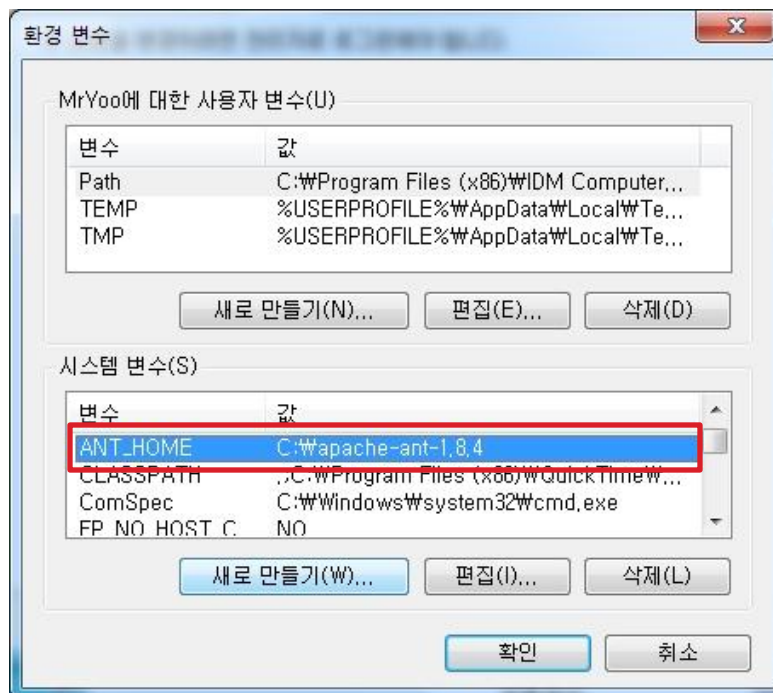 환경 변수
MrYoo에 대한 사용자 변수(U)
변수 값
Path C:₩Program Files (x86)₩IDM Computer...
TEMP %USERPROFILE%₩AppData₩Local₩Te...
TMP %USERPROFILE%₩AppData₩Local₩Te...
새로 만들기(N)... 편집(E)... 삭제(D)
시스템 변수(S)
변수 값
ANT_HOME C:₩apache-ant-1.8.4
CLASSPATH .;C:₩Program Files (x86)₩QuickTime₩...
ComSpec C:₩Windows₩system32₩cmd.exe
FP_NO_HOST_C... NO
새로 만들기(W)... 편집(I)... 삭제(L)
확인 취소